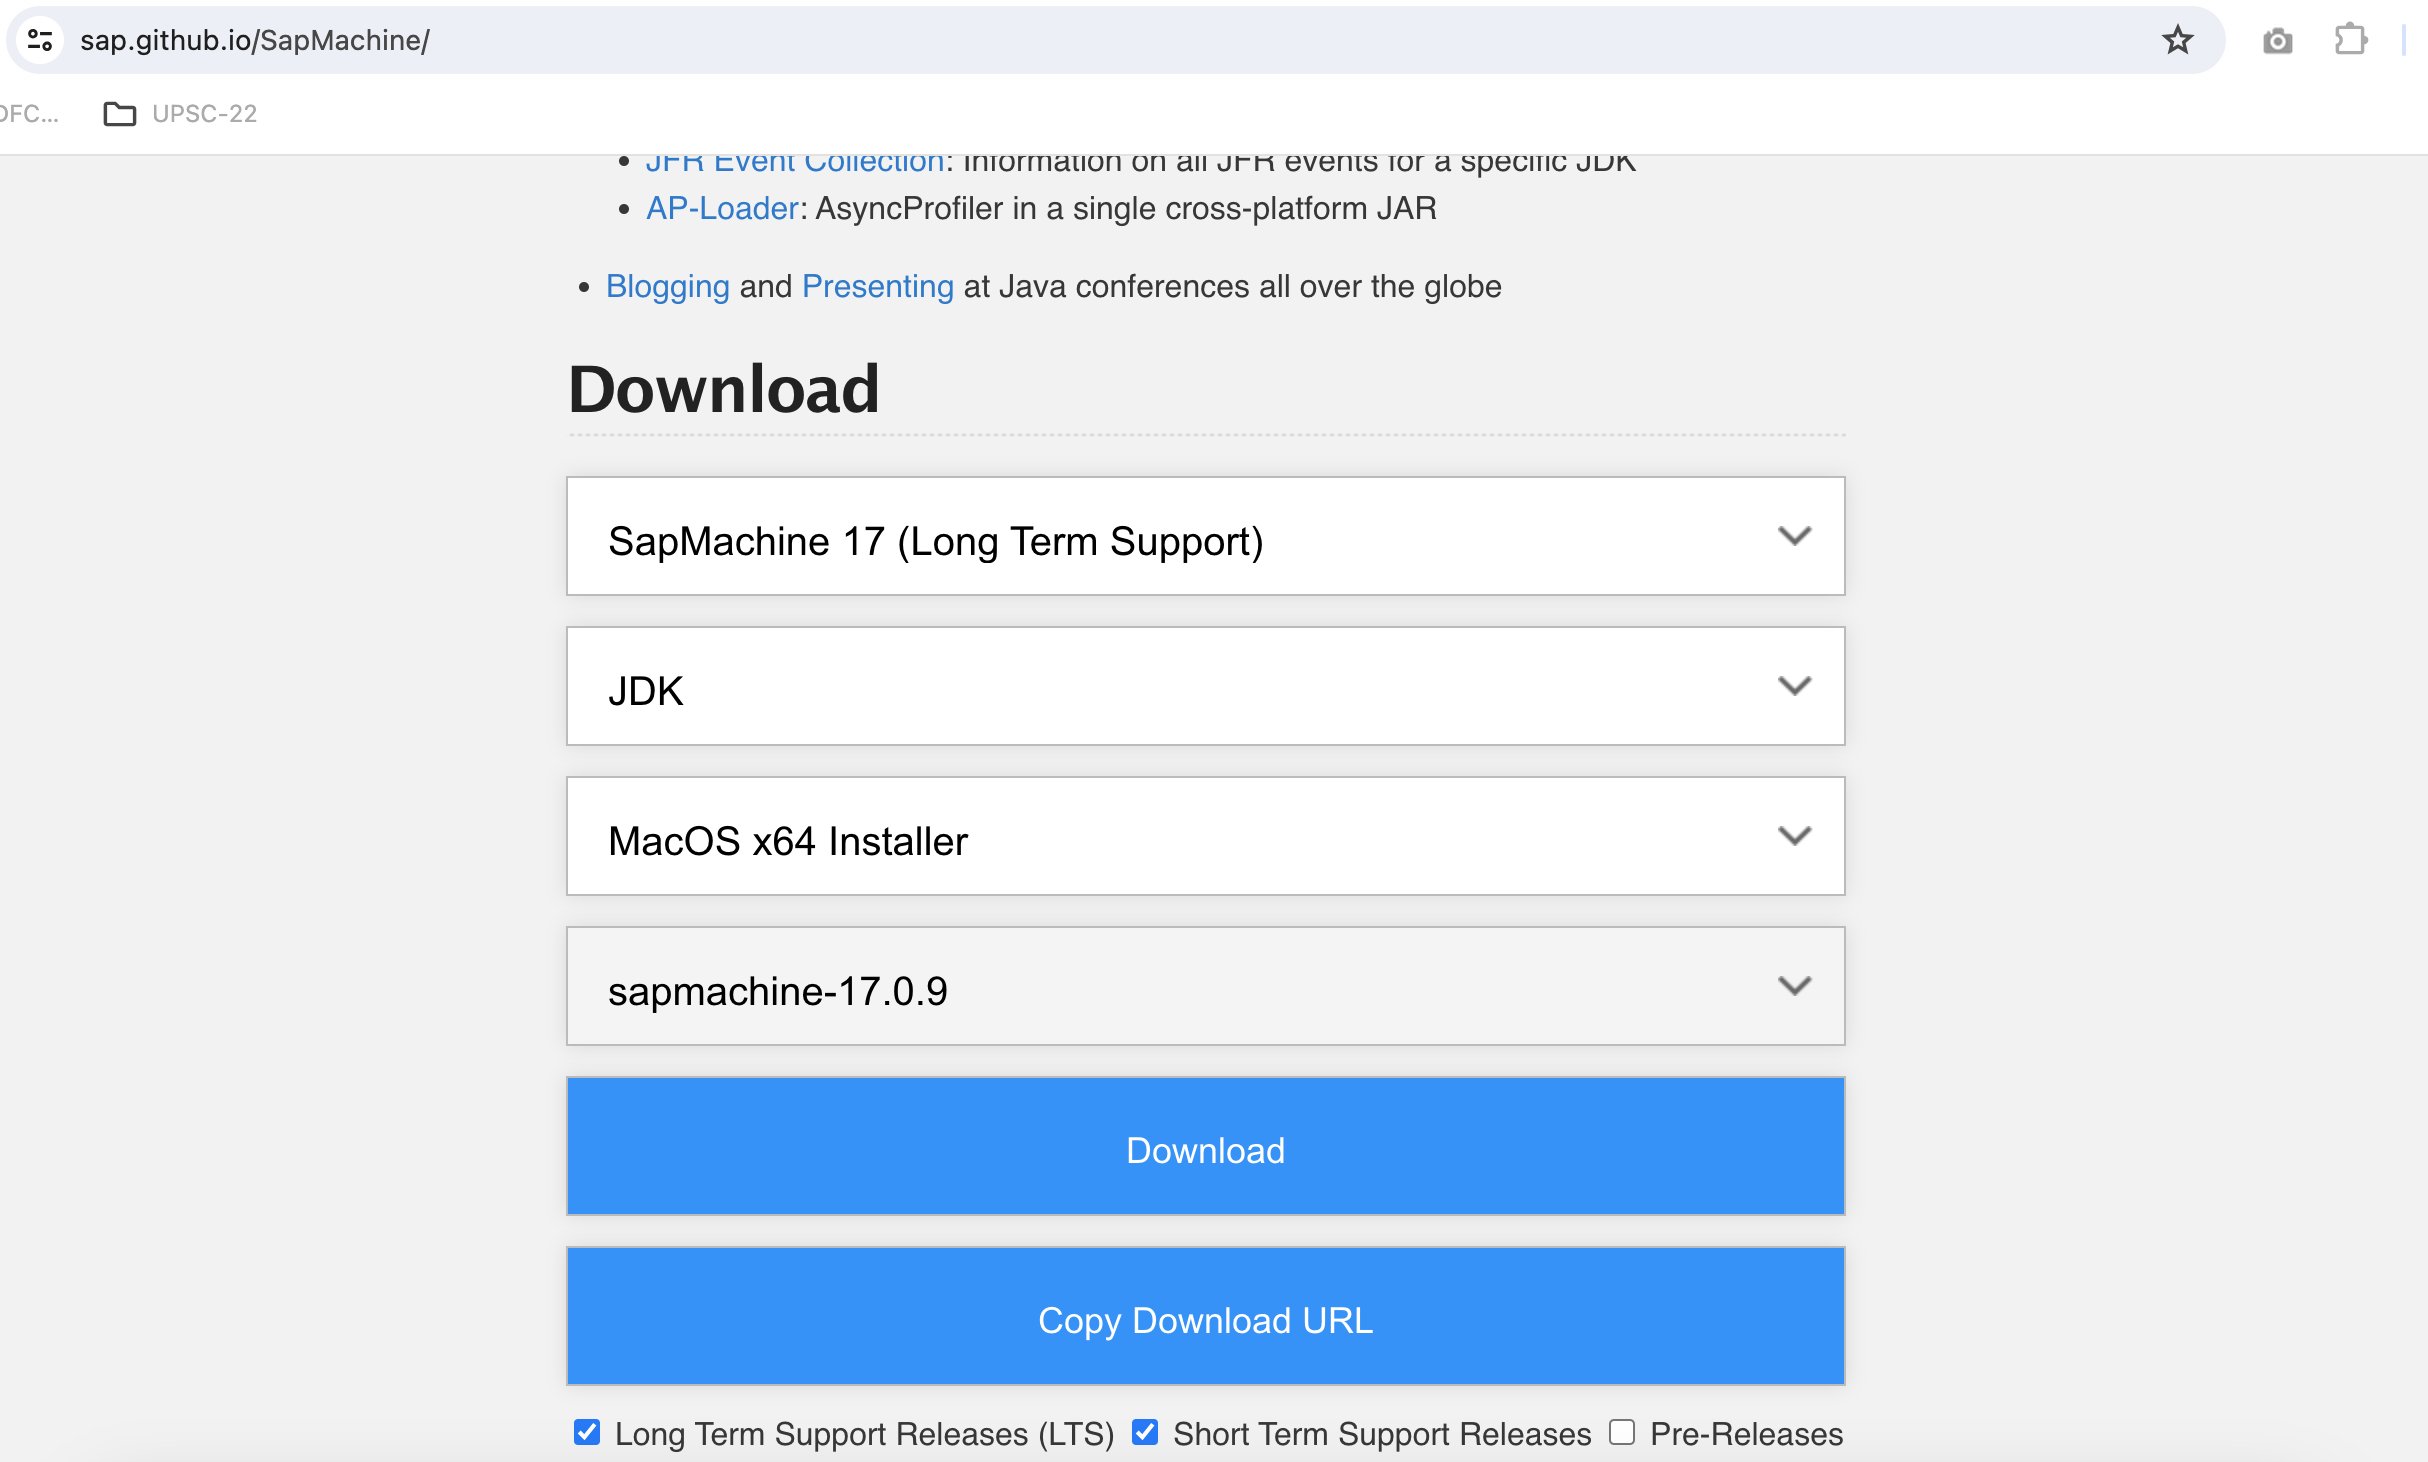 sap.github.io/SapMachine/
UPSC-22
JFR Event Collection: Information on all JFR events for a specific JDK
AP-Loader: AsyncProfiler in a single cross-platform JAR
Blogging and Presenting at Java conferences all over the globe
Download
SapMachine 17 (Long Term Support)
JDK
MacOS x64 Installer
sapmachine-17.0.9
Download
Copy Download URL
Long Term Support Releases (LTS) Short Term Support Releases Pre-Releases